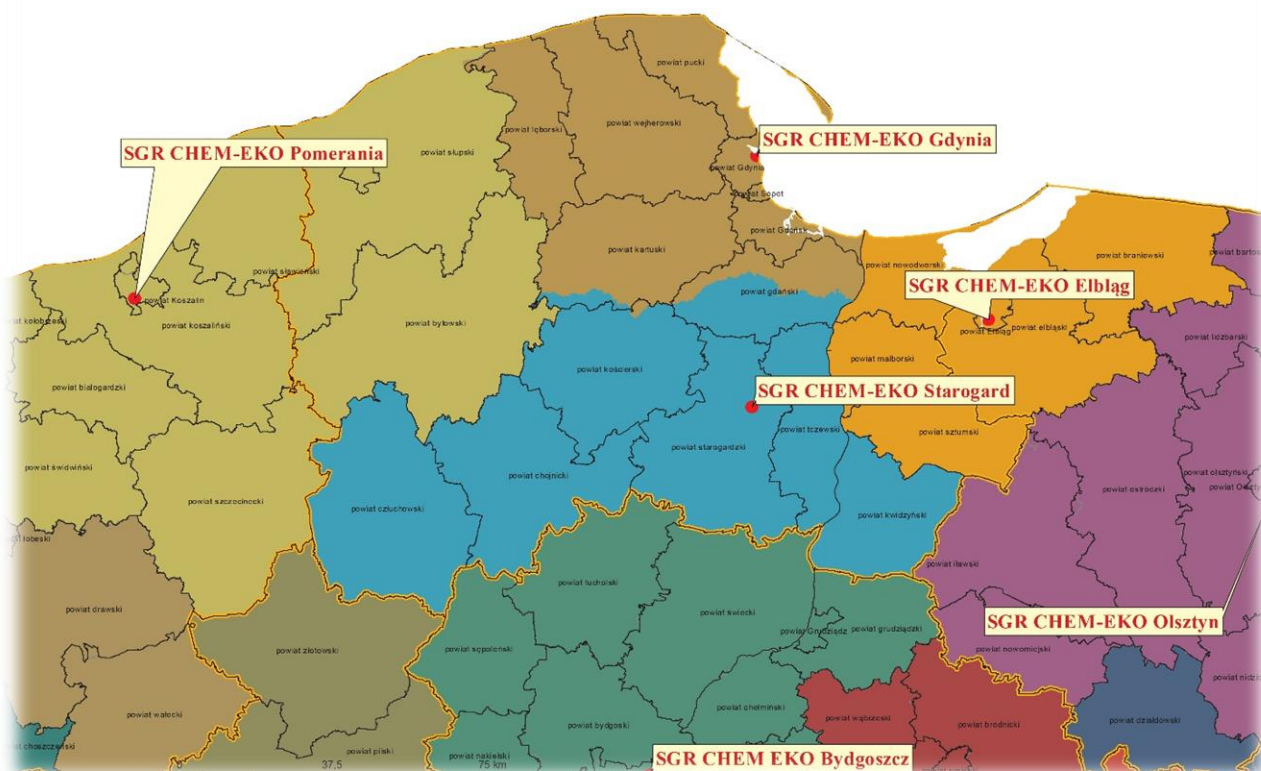 powiat pucki
powiat lęborski
powiat wejherowski
SGR CHEM-EKO Gdynia
SGR CHEM-EKO Pomerania
powiat słupski
powiat Gdynia
powiat Sopot
powiat Gdańsk
powiat kartuski
powiat nowodworski
powiat braniewski
powiat sławieński
powiat gdański
SGR CHEM-EKO Elbląg
powiat Koszalin
powiat kołobrzeski
powiat koszaliński
powiat bytowski
powiat Elbląg
powiat elbląski
powiat lidzbarski
powiat malborski
powiat kościerski
powiat białogardzki
SGR CHEM-EKO Starogard
powiat tczewski
powiat sztumski
powiat starogardzki
powiat świdwiński
powiat chojnicki
powiat szczecinecki
powiat człuchowski
powiat kwidzyński
powiat ostródzki
powiat olsztyński
powiat iławski
powiat drawski
powiat tucholski
powiat świecki
SGR CHEM-EKO Olsztyn
powiat Grudziądz
powiat grudziądzki
powiat sępoleński
powiat złotowski
powiat nowomiejski
powiat chełmiński
powiat wałecki
powiat bydgoski
powiat wąbrzeski
powiat brodnicki
powiat działdowski
powiat choszczeński
powiat pilski
powiat nakielski
SGR CHEM EKO Bydgoszcz
37,5
75 km